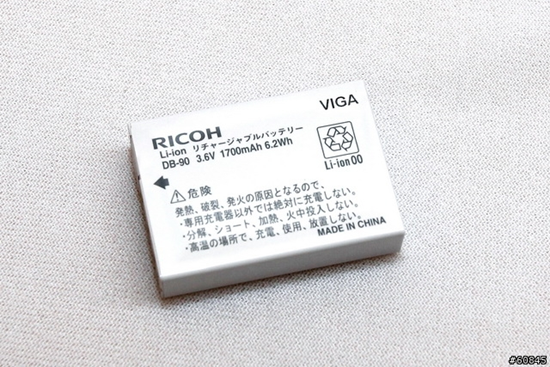 VIGA
RICOH
Li-ion リチャージャブルバッテリー
DB-90 3.6V 1700mAh 6.2Wh
Li-ion 00
危険
発熱、破裂、発火の原因となるので、
・専用充電器以外では絶対に充電しない。
・分解、ショート、加熱、火中投入しない。
・高温の場所で、充電、使用、放置しない。
MADE IN CHINA
#60845